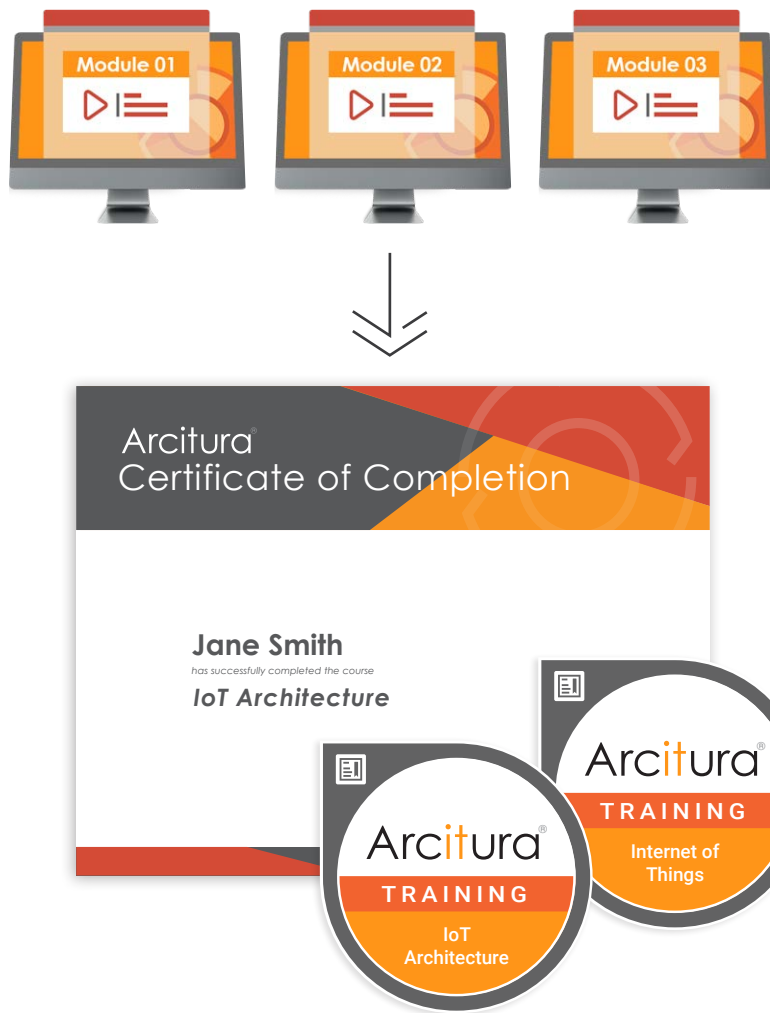 Module 01
Module 02
Module 03
Arcitura®
Certificate of Completion
Jane Smith
has successfully completed the course
IoT Architecture
Arcitura®
TRAINING
Internet of
Things
Arcitura®
TRAINING
IoT
Architecture